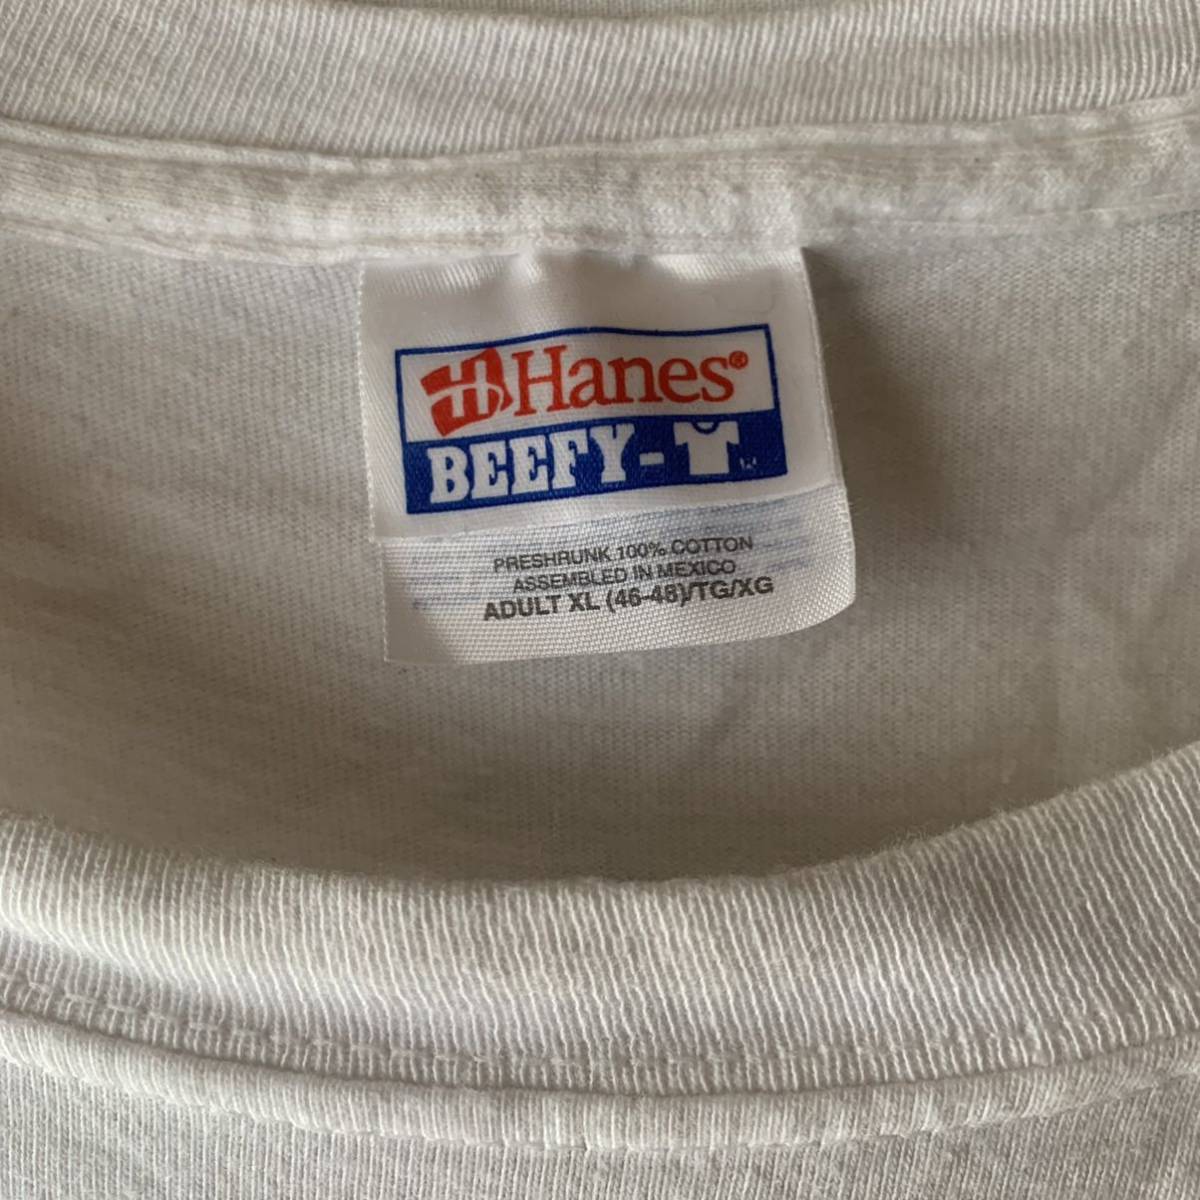 Hanes®
BEEFY-T
PRESHRUNK 100% COTTON
ASSEMBLED IN MEXICO
ADULT XL (46-48)/TG/XG